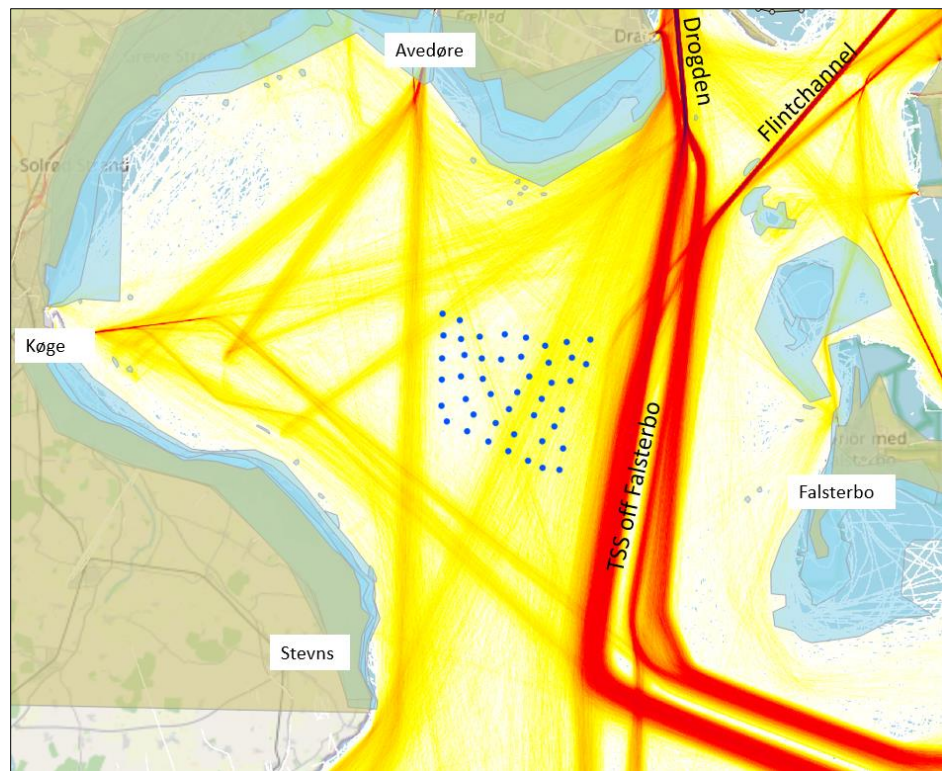 Avedøre
Drogden
Flintchannel
Solrød Strand
Køge
TSS off Falsterbo
Falsterbo
Stevns